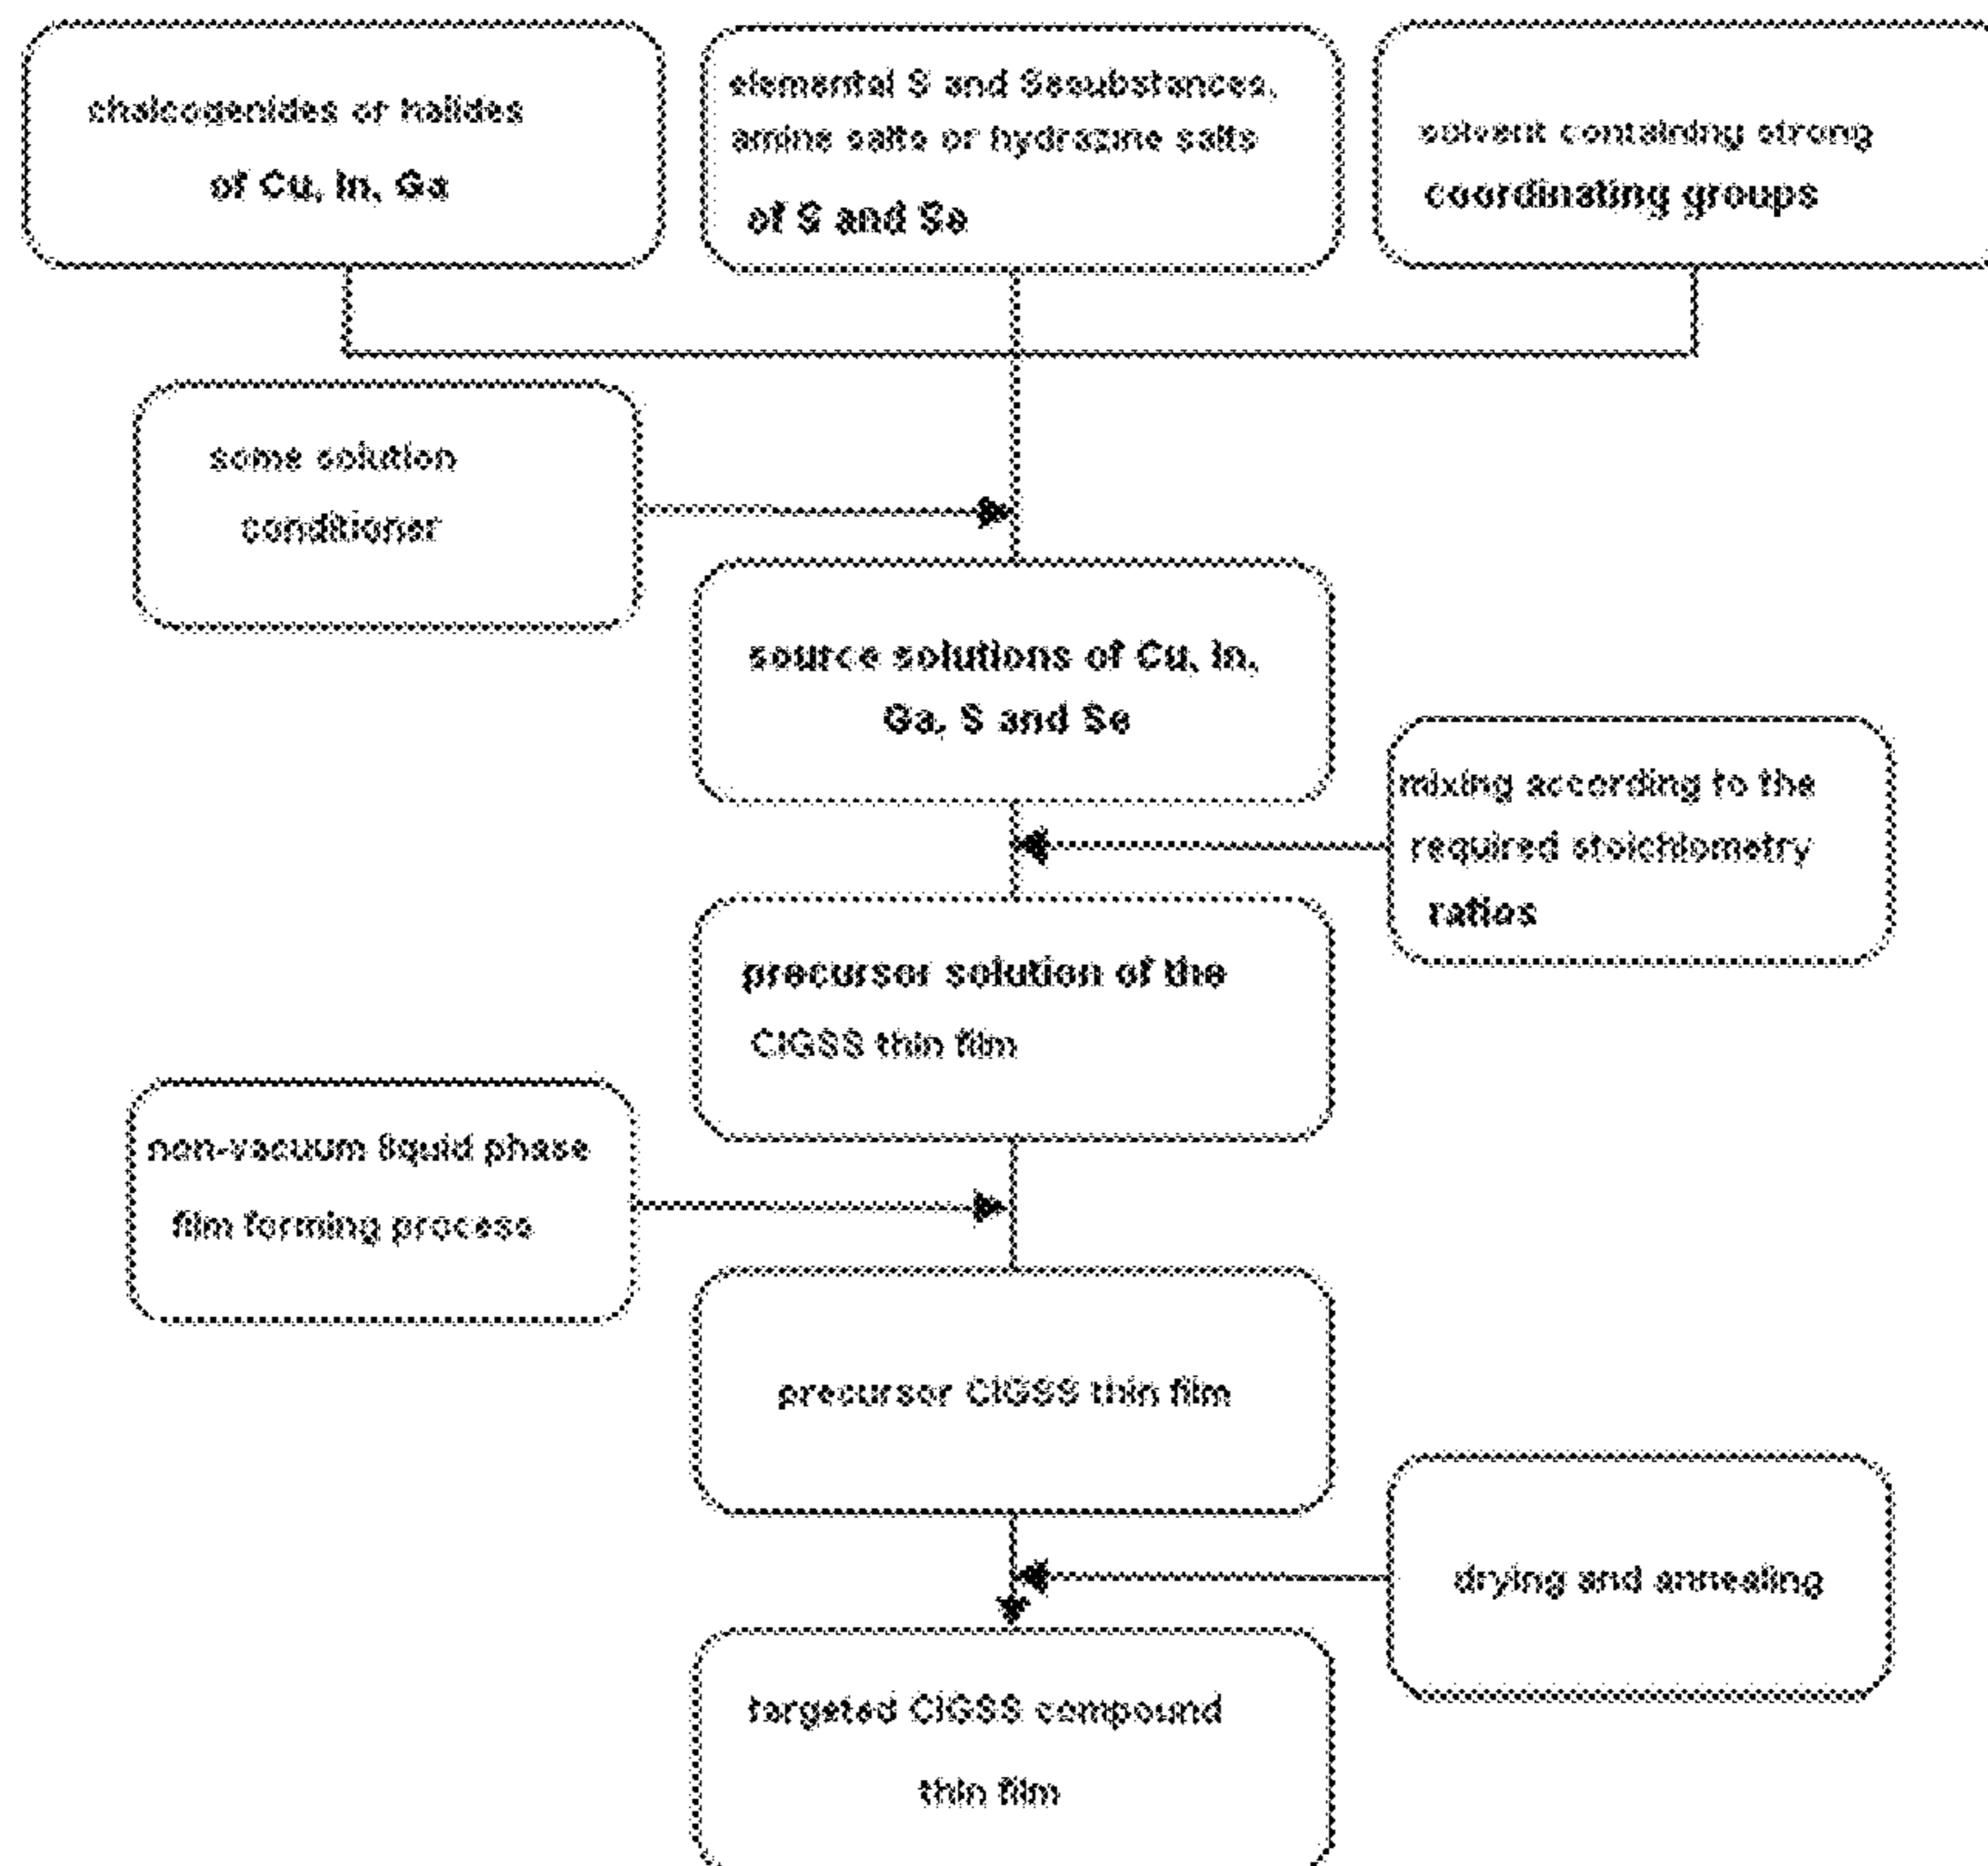 chalcogenides or halides
of Cu, In, Ga
elemental S and Sesubstances,
amine salts or hydrazine salts
of S and Se
solvent containing strong
coordinating groups
some solution
conditioner
source solutions of Cu, In,
Ga, S and Se
mixing according to the
required stoichiometry
ratios
precursor solution of the
CIGSS thin film
non-vacuum liquid phase
film forming process
precursor CIGSS thin film
drying and annealing
targeted CIGSS compound
thin film